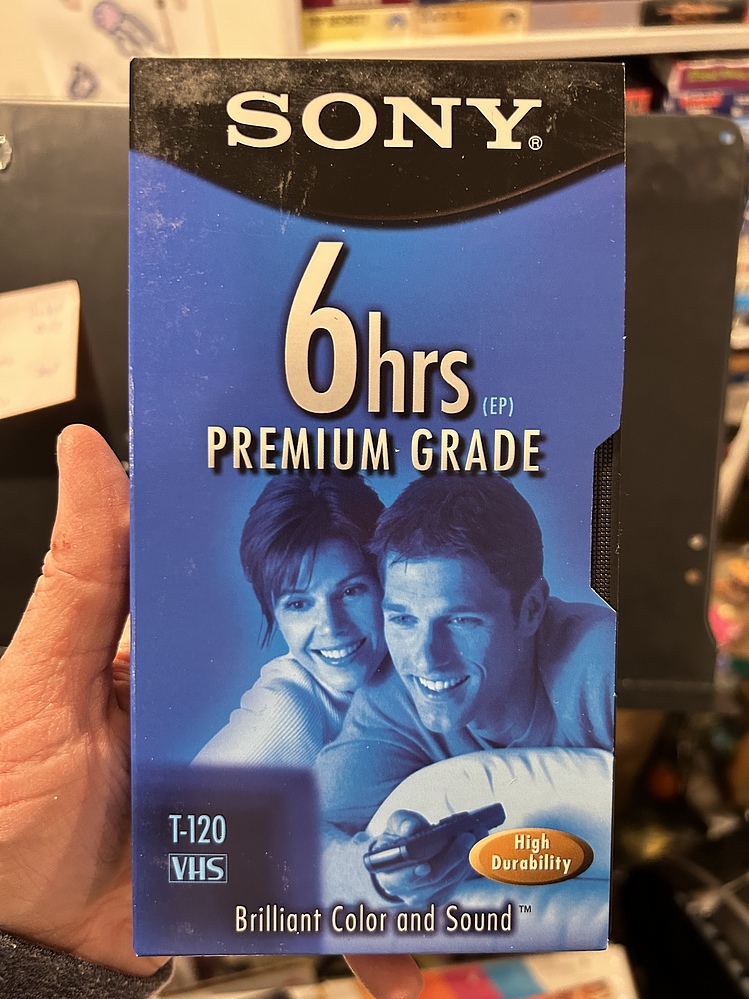 SONY®
6hrs (EP)
PREMIUM GRADE
T-120
VHS
High
Durability
Brilliant Color and Sound™